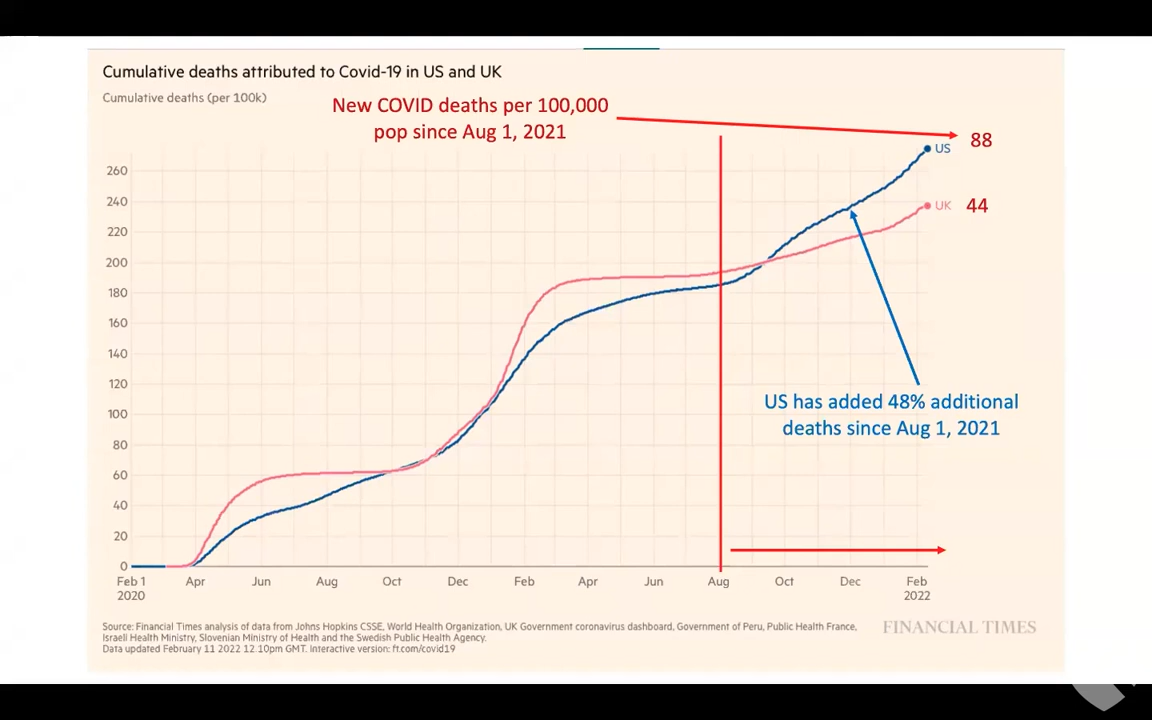 Cumulative deaths attributed to Covid-19 in US and UK
Cumulative deaths (per 100k)
New COVID deaths per 100,000
pop since Aug 1, 2021
88
US
UK
44
260
240
220
200
180
160
140
120
100
80
60
40
20
0
US has added 48% additional
deaths since Aug 1, 2021
Feb 1 Apr Jun Aug Oct Dec Feb Apr Jun Aug Oct Dec Feb
2020 2022
Source: Financial Times analysis of data from Johns Hopkins CSSE, World Health Organization, UK Government coronavirus dashboard, Government of Peru, Public Health France,
Israeli Health Ministry, Slovenian Ministry of Health and the Swedish Public Health Agency.
Data updated February 11 2022 12.10pm GMT. Interactive version: ft.com/covid19
FINANCIAL TIMES